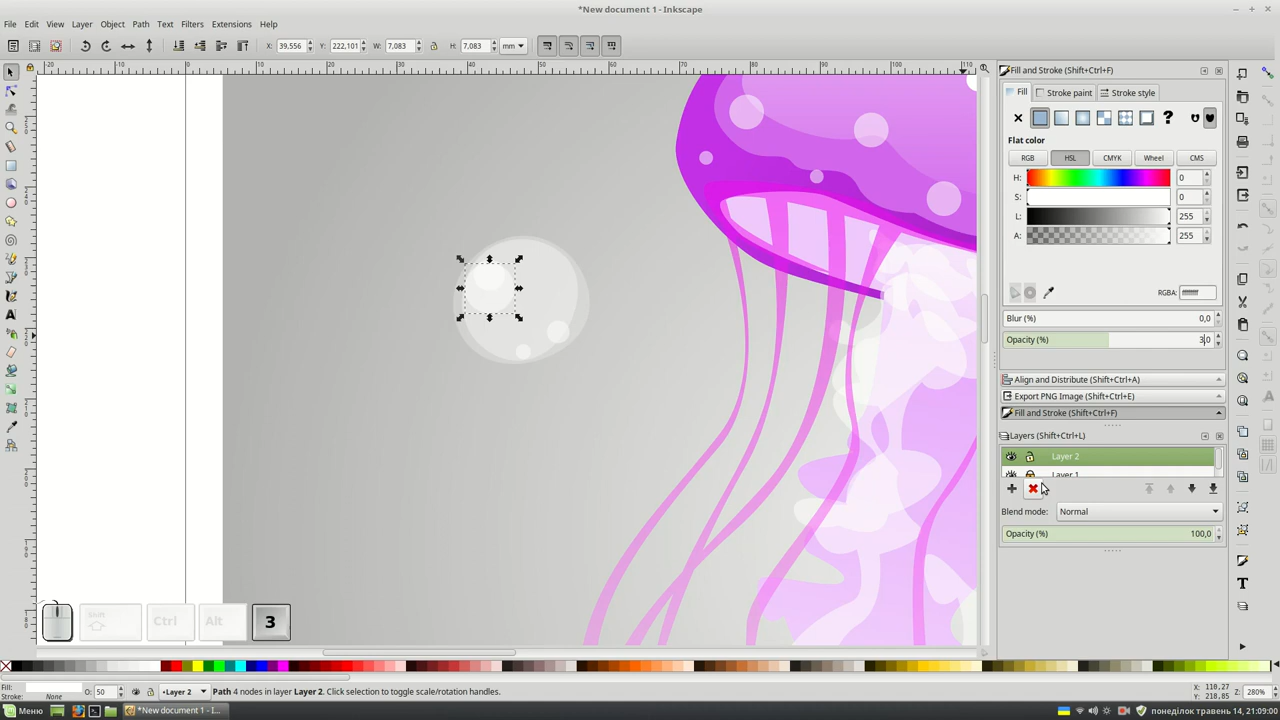 *New document 1 - Inkscape
File Edit View Layer Object Path Text Filters Extensions Help
X: 39,556 Y: 222,101 W: 7,083 H: 7,083 mm
Fill and Stroke (Shift+Ctrl+F)
Fill Stroke paint Stroke style
?
Flat color
RGB HSL CMYK Wheel CMS
H: 0
S: 0
L: 255
A: 255
RGBA: ffffffff
Blur (%) 0,0
Opacity (%) 3,0
Align and Distribute (Shift+Ctrl+A)
Export PNG Image (Shift+Ctrl+E)
Fill and Stroke (Shift+Ctrl+F)
Layers (Shift+Ctrl+L)
Layer 2
Layer 1
Blend mode: Normal
Opacity (%) 100,0
Shift Ctrl Alt 3
Fill:
Stroke: None O: 50 •Layer 2 Path 4 nodes in layer Layer 2. Click selection to toggle scale/rotation handles. X: 110,27 Y: 218,85 Z: 280%
Меню *New document 1 - I... понеділок травень 14, 21:09:00